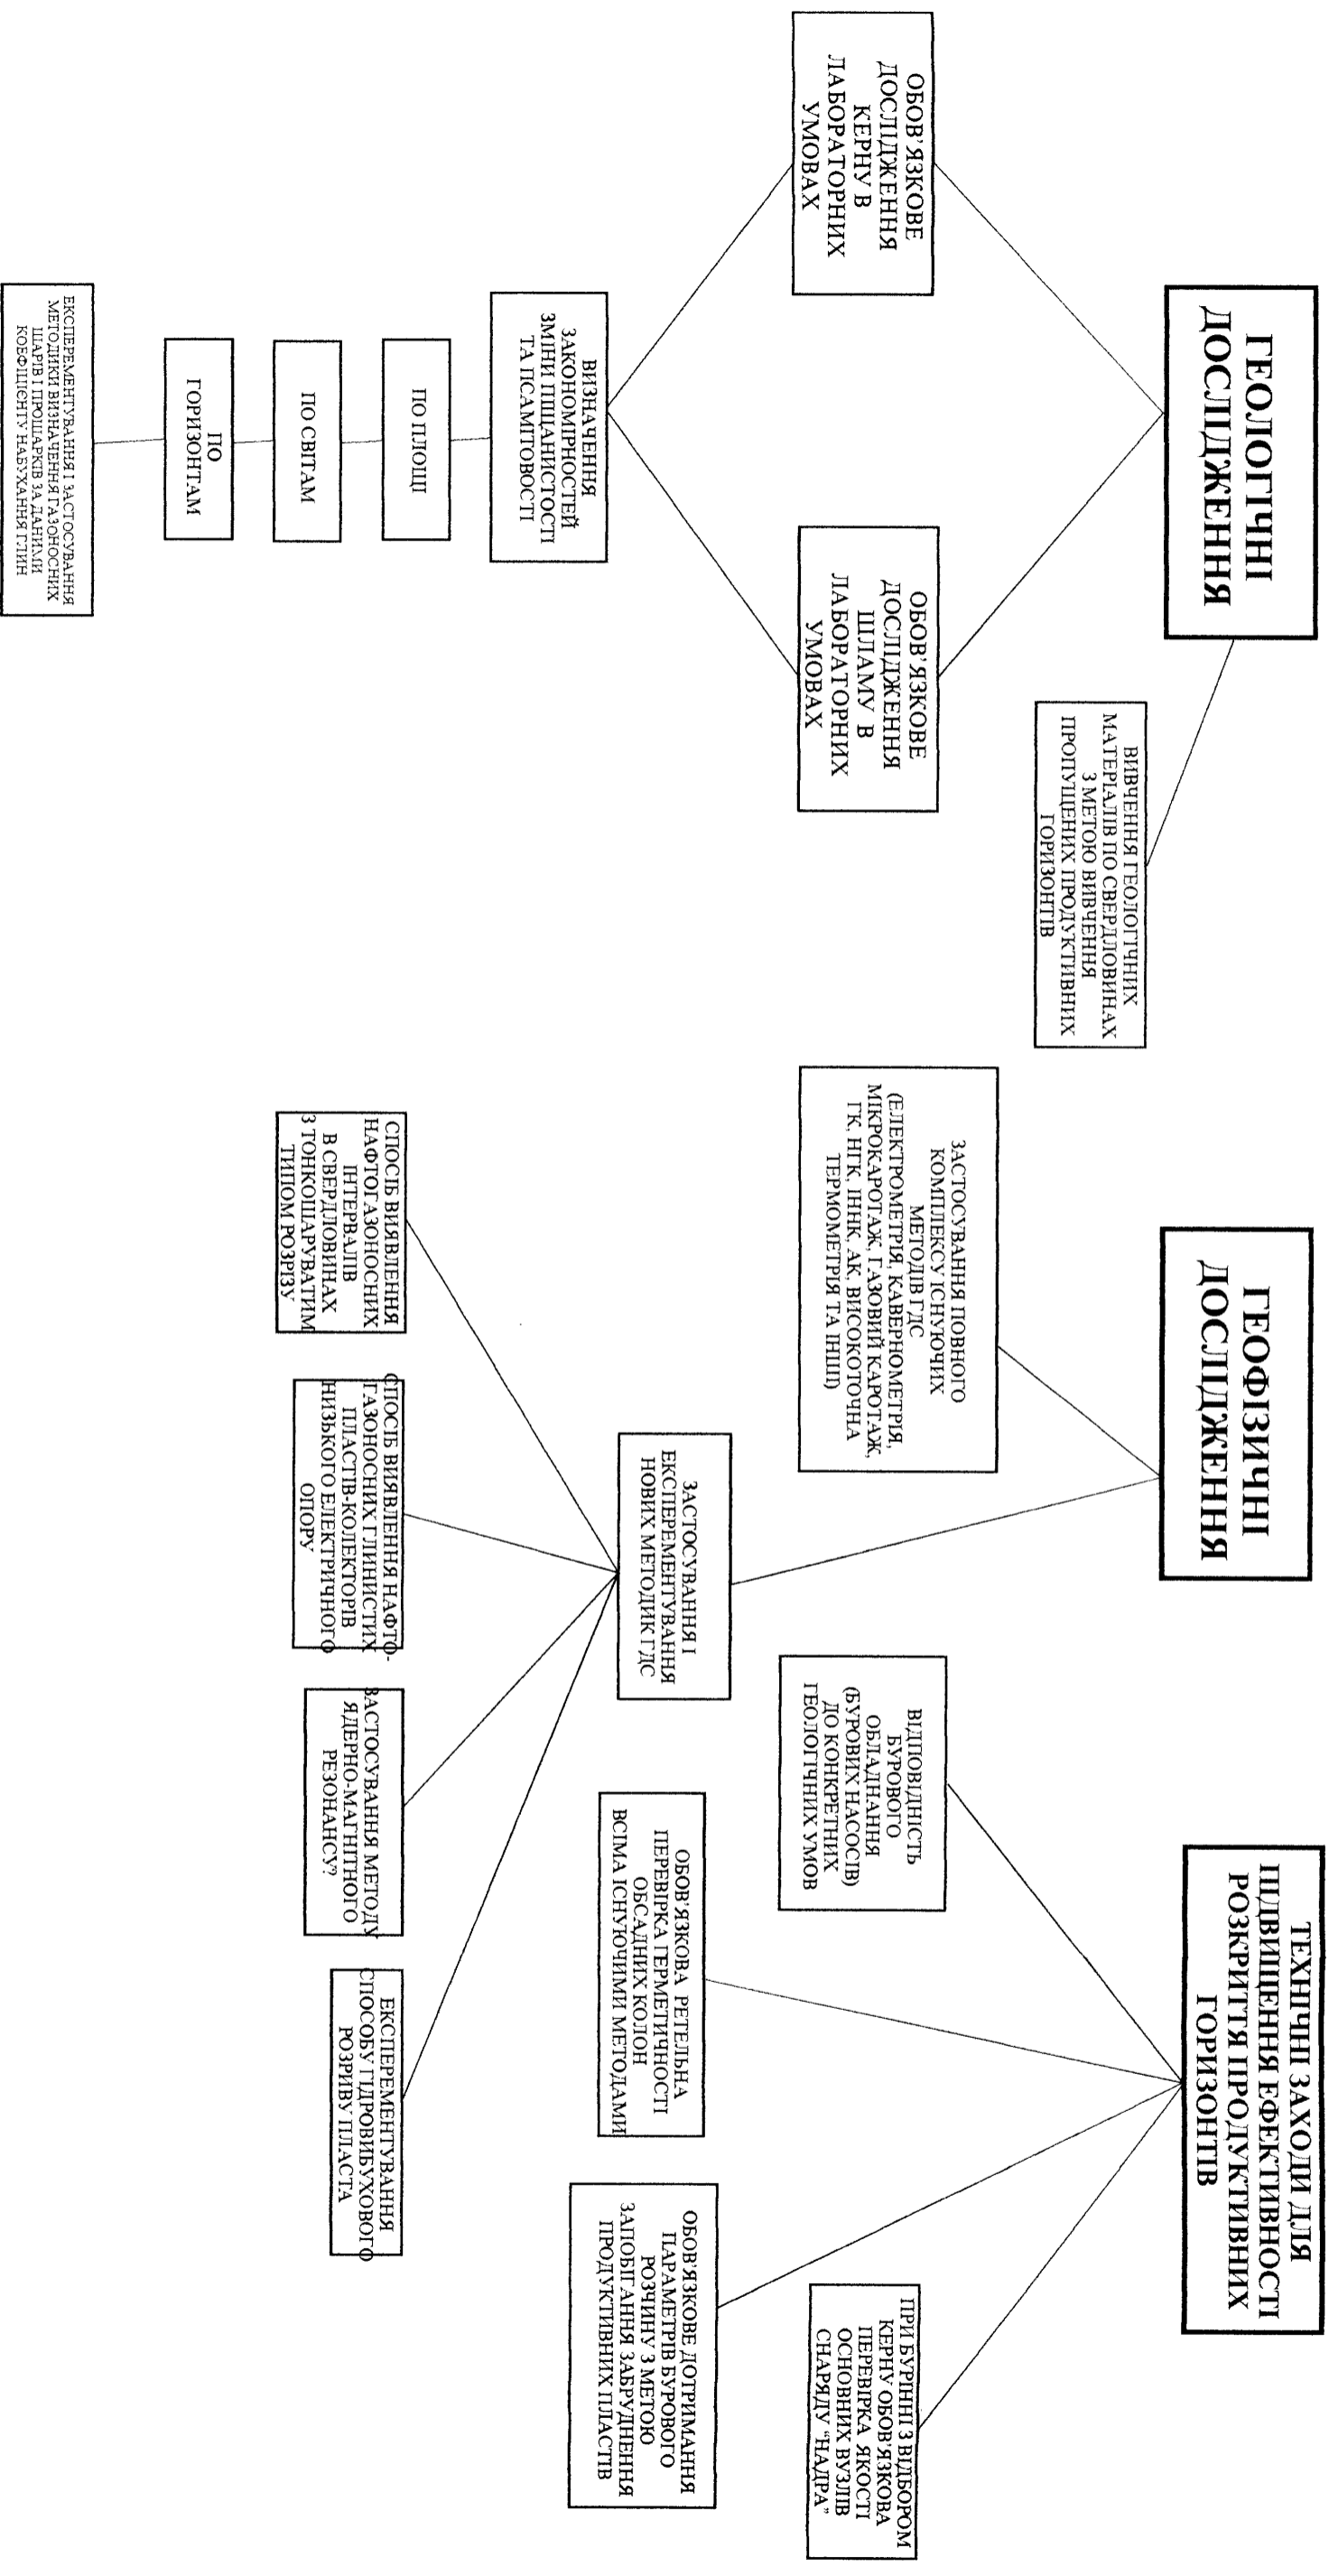 ГЕОЛОГІЧНІ
ДОСЛІДЖЕННЯ
ВИВЧЕННЯ ГЕОЛОГІЧНИХ
МАТЕРІАЛІВ ПО СВЕРДЛОВИНАХ
З МЕТОЮ ВИВЧЕННЯ
ПРОПУЩЕНИХ ПРОДУКТИВНИХ
ГОРИЗОНТІВ
ОБОВ'ЯЗКОВЕ
ДОСЛІДЖЕННЯ
КЕРНУ В
ЛАБОРАТОРНИХ
УМОВАХ
ОБОВ'ЯЗКОВЕ
ДОСЛІДЖЕННЯ
ШЛАМУ В
ЛАБОРАТОРНИХ
УМОВАХ
ВИЗНАЧЕННЯ
ЗАКОНОМІРНОСТЕЙ
ЗМІНИ ПІЩАНИСТОСТІ
ТА ПСАМІТОВОСТІ
ПО ПЛОЩІ
ПО СВІТАМ
ПО
ГОРИЗОНТАМ
ЕКСПЕРЕМЕНТУВАННЯ І ЗАСТОСУВАННЯ
МЕТОДИКИ ВИЗНАЧЕННЯ ГАЗОНОСНИХ
ШАРІВ І ПРОШАРКІВ ЗА ДАНИМИ
КОЕФІЦІЄНТУ НАБУХАННЯ ГЛИН
ГЕОФІЗИЧНІ
ДОСЛІДЖЕННЯ
ЗАСТОСУВАННЯ ПОВНОГО
КОМПЛЕКСУ ІСНУЮЧИХ
МЕТОДІВ ГДС
(ЕЛЕКТРОМЕТРІЯ, КАВЕРНОМЕТРІЯ,
МІКРОКАРОТАЖ, ГАЗОВИЙ КАРОТАЖ,
ГК, НГК, ІННК, АК, ВИСОКОТОЧНА
ТЕРМОМЕТРІЯ ТА ІНШІ)
ЗАСТОСУВАННЯ І
ЕКСПЕРЕМЕНТУВАННЯ
НОВИХ МЕТОДИК ГДС
СПОСІБ ВИЯВЛЕННЯ
НАФТОГАЗОНОСНИХ
ІНТЕРВАЛІВ
В СВЕРДЛОВИНАХ
З ТОНКОШАРУВАТИМ
ТИПОМ РОЗРІЗУ
СПОСІБ ВИЯВЛЕННЯ НАФТО-
ГАЗОНОСНИХ ГЛИНИСТИХ
ПЛАСТІВ-КОЛЕКТОРІВ
НИЗЬКОГО ЕЛЕКТРИЧНОГО
ОПОРУ
ЗАСТОСУВАННЯ МЕТОДУ
ЯДЕРНО-МАГНІТНОГО
РЕЗОНАНСУ?
ЕКСПЕРЕМЕНТУВАННЯ
СПОСОБУ ГІДРОВИБУХОВОГО
РОЗРИВУ ПЛАСТА
ТЕХНІЧНІ ЗАХОДИ ДЛЯ
ПІДВИЩЕННЯ ЕФЕКТИВНОСТІ
РОЗКРИТТЯ ПРОДУКТИВНИХ
ГОРИЗОНТІВ
ВІДПОВІДНІСТЬ
БУРОВОГО
ОБЛАДНАННЯ
(БУРОВИХ НАСОСІВ)
ДО КОНКРЕТНИХ
ГЕОЛОГІЧНИХ УМОВ
ОБОВ'ЯЗКОВА РЕТЕЛЬНА
ПЕРЕВІРКА ГЕРМЕТИЧНОСТІ
ОБСАДНИХ КОЛОН
ВСІМА ІСНУЮЧИМИ МЕТОДАМИ
ОБОВ'ЯЗКОВЕ ДОТРИМАННЯ
ПАРАМЕТРІВ БУРОВОГО
РОЗЧИНУ З МЕТОЮ
ЗАПОБІГАННЯ ЗАБРУДНЕННЯ
ПРОДУКТИВНИХ ПЛАСТІВ
ПРИ БУРІННІ З ВІДБОРОМ
КЕРНУ ОБОВ'ЯЗКОВА
ПЕРЕВІРКА ЯКОСТІ
ОСНОВНИХ ВУЗЛІВ
СНАРЯДУ "НАДРА"